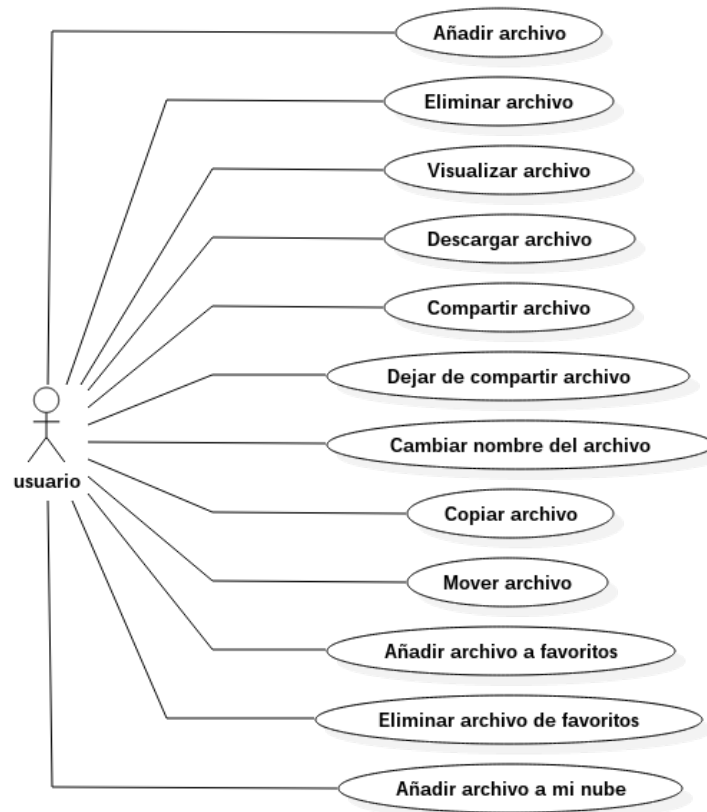 Añadir archivo
Eliminar archivo
Visualizar archivo
Descargar archivo
Compartir archivo
Dejar de compartir archivo
Cambiar nombre del archivo
usuario
Copiar archivo
Mover archivo
Añadir archivo a favoritos
Eliminar archivo de favoritos
Añadir archivo a mi nube